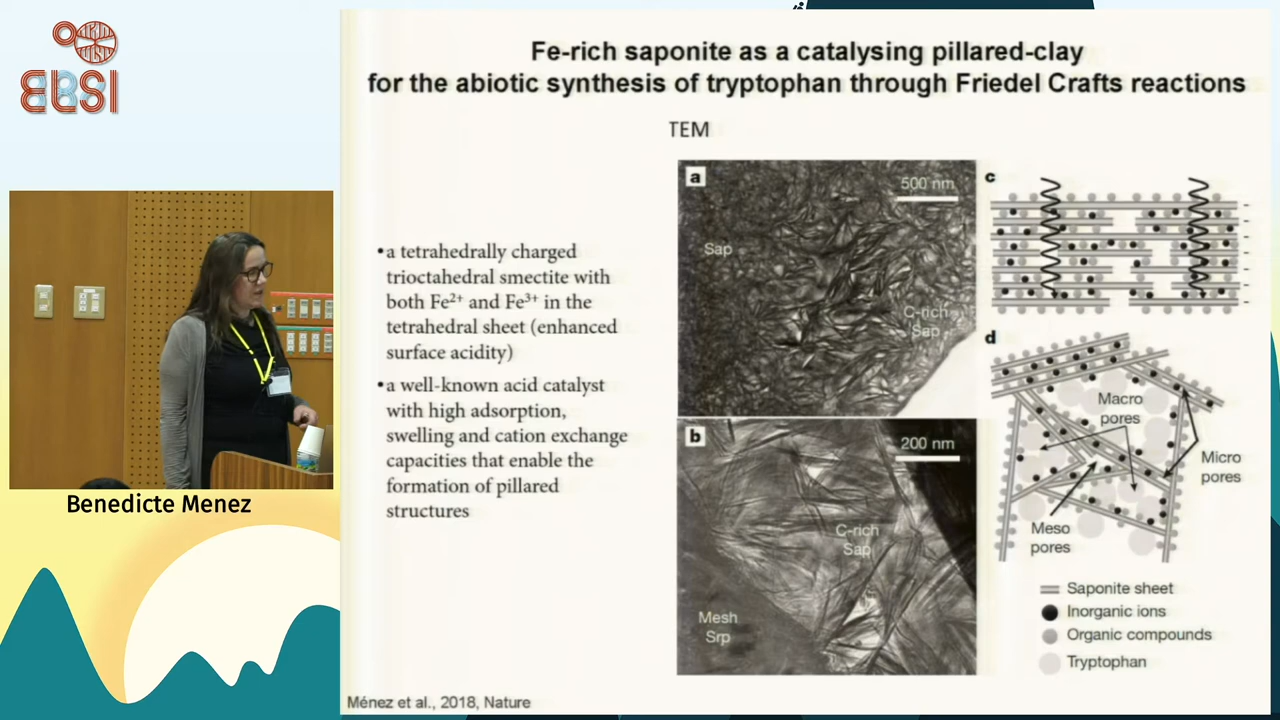 ELSI
Fe-rich saponite as a catalysing pillared-clay
for the abiotic synthesis of tryptophan through Friedel Crafts reactions
TEM
•a tetrahedrally charged
trioctahedral smectite with
both Fe²⁺ and Fe³⁺ in the
tetrahedral sheet (enhanced
surface acidity)
•a well-known acid catalyst
with high adsorption,
swelling and cation exchange
capacities that enable the
formation of pillared
structures
a
500 nm
Sap
C-rich
Sap
b
200 nm
C-rich
Sap
Mesh
Srp
c
d
Macro
pores
Micro
pores
Meso
pores
Saponite sheet
Inorganic ions
Organic compounds
Tryptophan
Ménez et al., 2018, Nature
Benedicte Menez